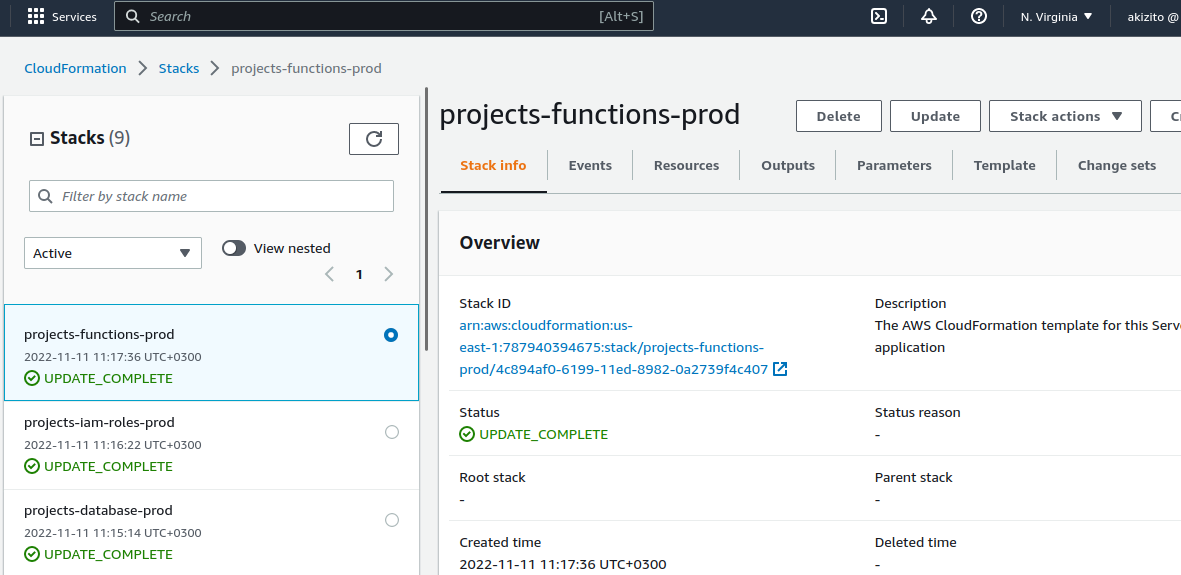 Services
Search
[Alt+S]
N. Virginia
akizito @
CloudFormation
Stacks
projects-functions-prod
Stacks (9)
Filter by stack name
Active
View nested
1
projects-functions-prod
2022-11-11 11:17:36 UTC+0300
UPDATE_COMPLETE
projects-iam-roles-prod
2022-11-11 11:16:22 UTC+0300
UPDATE_COMPLETE
projects-database-prod
2022-11-11 11:15:14 UTC+0300
UPDATE_COMPLETE
projects-functions-prod
Delete
Update
Stack actions
Stack info
Events
Resources
Outputs
Parameters
Template
Change sets
Overview
Stack ID
arn:aws:cloudformation:us-
east-1:787940394675:stack/projects-functions-
prod/4c894af0-6199-11ed-8982-0a2739f4c407
Description
The AWS CloudFormation template for this
application
Status
UPDATE_COMPLETE
Status reason
-
Root stack
-
Parent stack
-
Created time
2022-11-11 11:17:36 UTC+0300
Deleted time
-